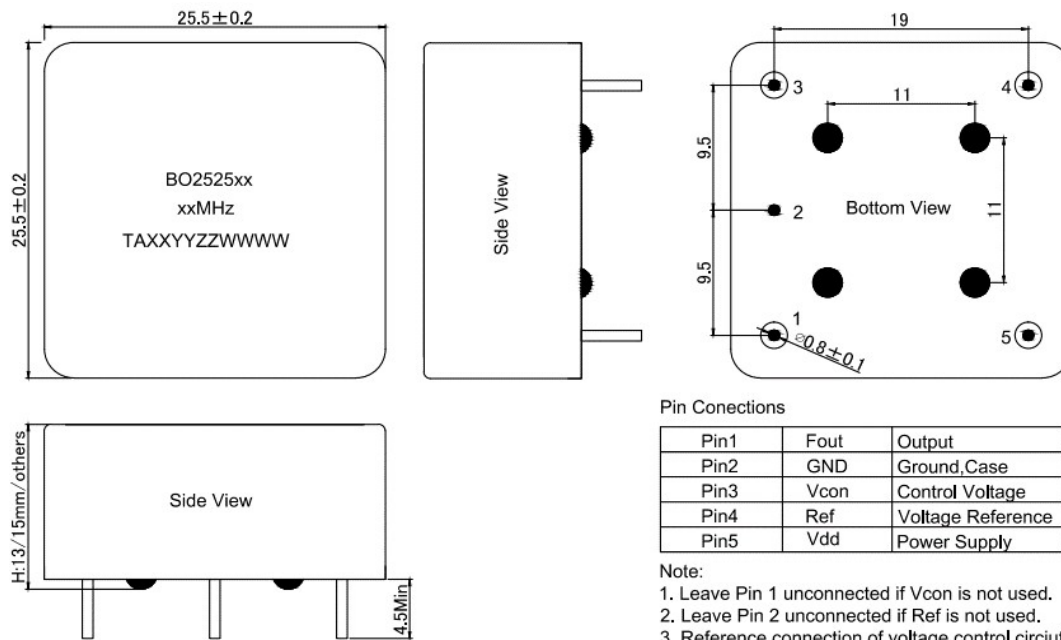 25.5±0.2
25.5±0.2
BO2525xx
xxMHz
TAXXYYZZWWWW
Side View
19
3
4
11
9.5
2
Bottom View
11
9.5
1
5
⌀0.8±0.1
H:13/15mm/others
Side View
4.5Min
Pin Conections
Pin1 Fout Output
Pin2 GND Ground,Case
Pin3 Vcon Control Voltage
Pin4 Ref Voltage Reference
Pin5 Vdd Power Supply
Note:
1. Leave Pin 1 unconnected if Vcon is not used.
2. Leave Pin 2 unconnected if Ref is not used.
3. Reference connection of voltage control